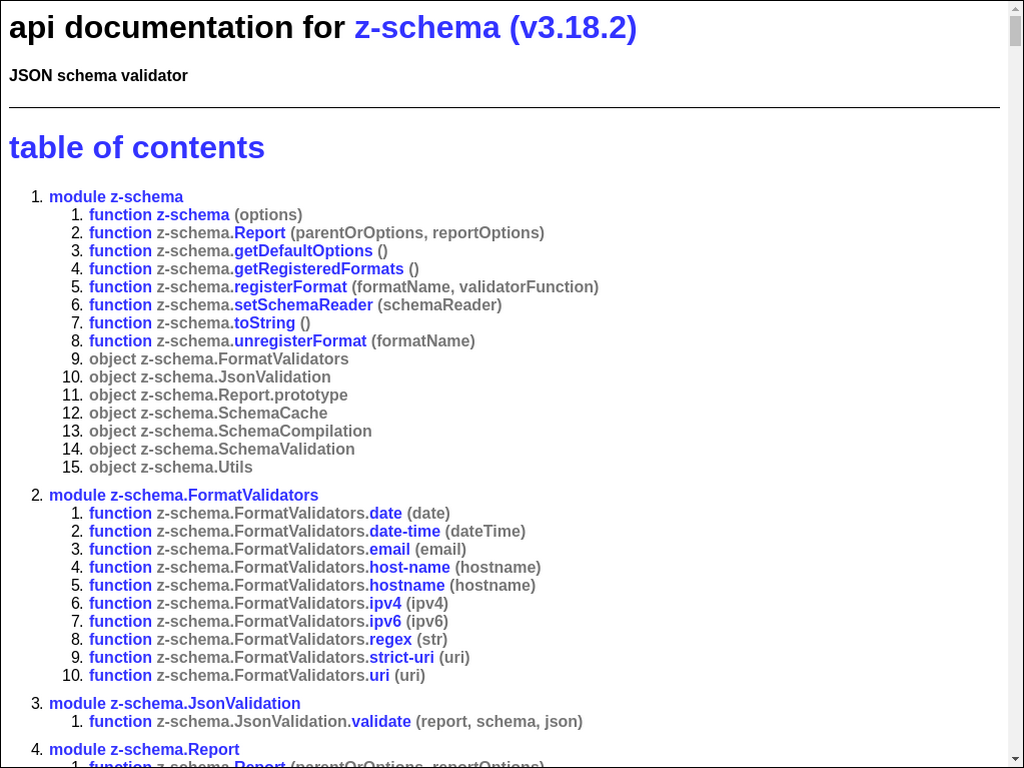 api documentation for z-schema (v3.18.2)
JSON schema validator
table of contents
1. module z-schema
1. function z-schema (options)
2. function z-schema.Report (parentOrOptions, reportOptions)
3. function z-schema.getDefaultOptions ()
4. function z-schema.getRegisteredFormats ()
5. function z-schema.registerFormat (formatName, validatorFunction)
6. function z-schema.setSchemaReader (schemaReader)
7. function z-schema.toString ()
8. function z-schema.unregisterFormat (formatName)
9. object z-schema.FormatValidators
10. object z-schema.JsonValidation
11. object z-schema.Report.prototype
12. object z-schema.SchemaCache
13. object z-schema.SchemaCompilation
14. object z-schema.SchemaValidation
15. object z-schema.Utils
2. module z-schema.FormatValidators
1. function z-schema.FormatValidators.date (date)
2. function z-schema.FormatValidators.date-time (dateTime)
3. function z-schema.FormatValidators.email (email)
4. function z-schema.FormatValidators.host-name (hostname)
5. function z-schema.FormatValidators.hostname (hostname)
6. function z-schema.FormatValidators.ipv4 (ipv4)
7. function z-schema.FormatValidators.ipv6 (ipv6)
8. function z-schema.FormatValidators.regex (str)
9. function z-schema.FormatValidators.strict-uri (uri)
10. function z-schema.FormatValidators.uri (uri)
3. module z-schema.JsonValidation
1. function z-schema.JsonValidation.validate (report, schema, json)
4. module z-schema.Report
1. function z-schema.Report (parentOrOptions, reportOptions)